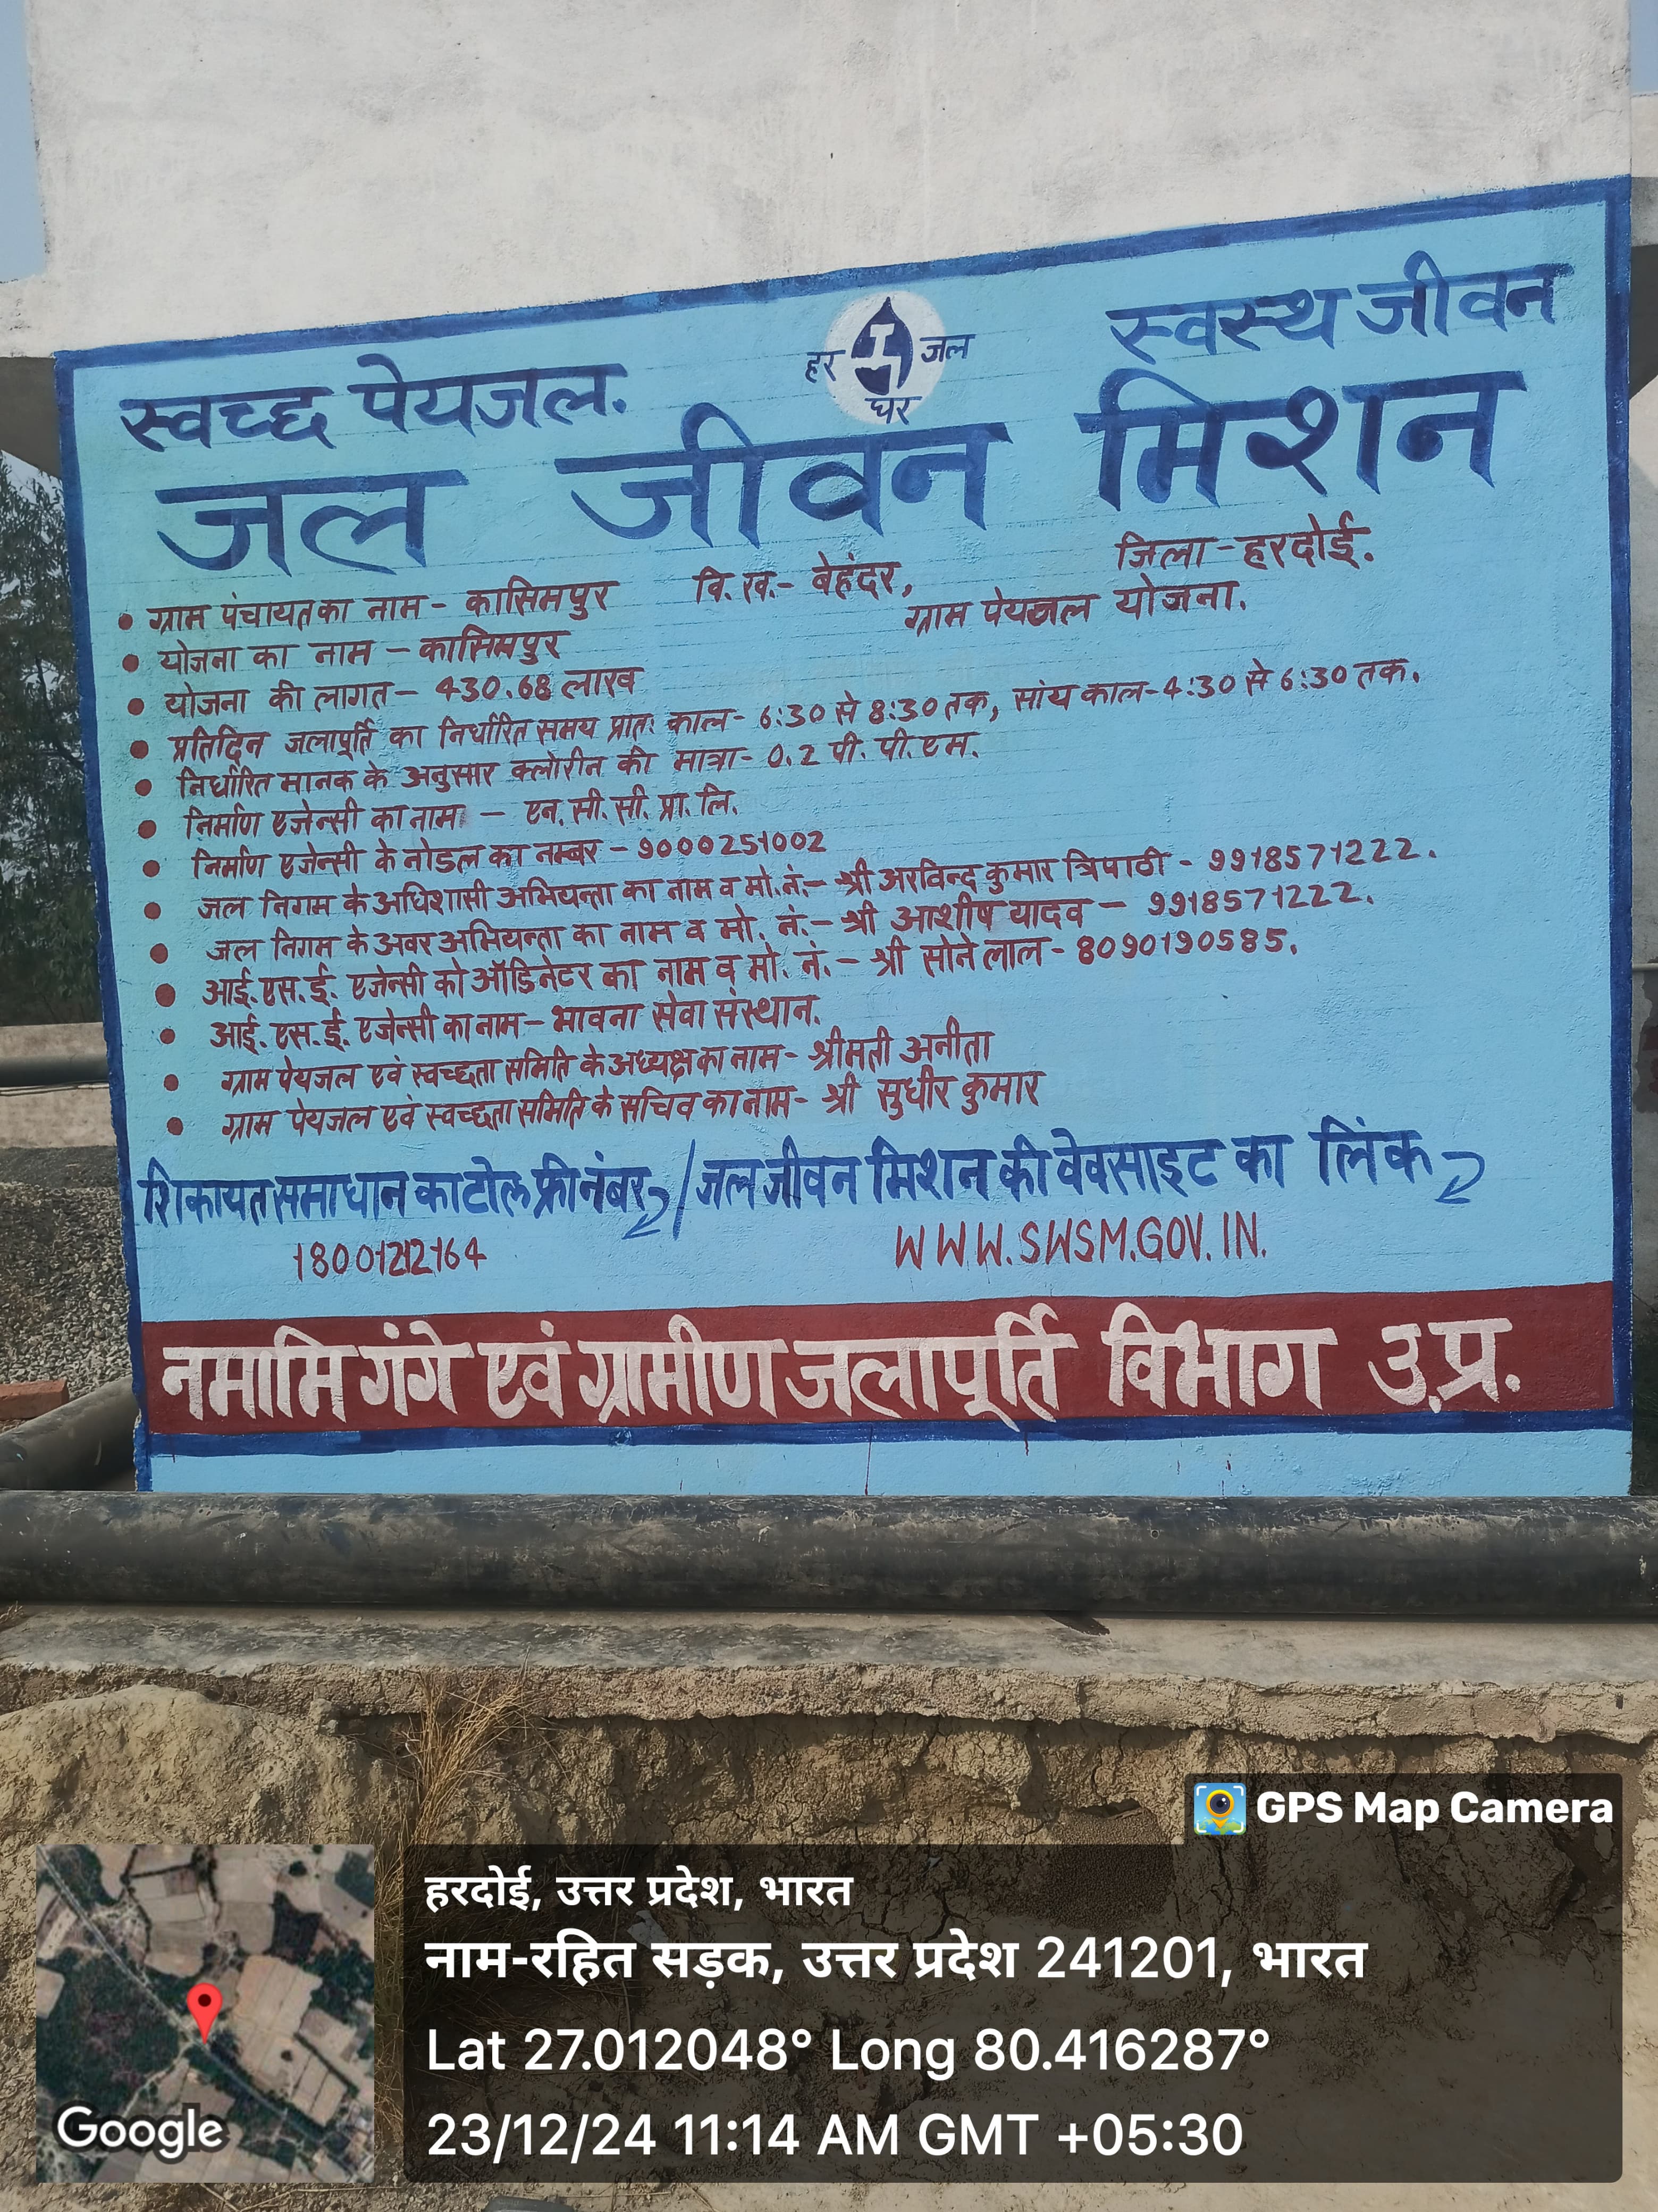 स्वच्छ पेयजल.
हर जल
घर
स्वस्थ जीवन
जल जीवन मिशन
• ग्राम पंचायत का नाम - कासिमपुर वि. ख.- बेहंदर, जिला-हरदोई.
• योजना का नाम - कासिमपुर ग्राम पेयजल योजना.
• योजना की लागत- 430.68 लाख
• प्रतिदिन जलापूर्ति का निर्धारित समय प्रातः काल- 6:30 से 8:30 तक, सांय काल-4:30 से 6:30 तक.
• निर्धारित मानक के अनुसार क्लोरीन की मात्रा- 0.2 पी. पी. एम.
• निर्माण एजेन्सी का नाम - एन. सी. सी. प्रा. लि.
• निर्माण एजेन्सी के नोडल का नम्बर - 9000251002
• जल निगम के अधिशासी अभियन्ता का नाम व मो. नं.- श्री अरविन्द कुमार त्रिपाठी - 9918571222.
• जल निगम के अवर अभियन्ता का नाम व मो. नं.- श्री आशीष यादव - 9918571222.
• आई. एस. ई. एजेन्सी को ऑडिनेटर का नाम व मो. नं. - श्री सोने लाल - 8090190585.
• आई. एस. ई. एजेन्सी का नाम- भावना सेवा संस्थान.
• ग्राम पेयजल एवं स्वच्छता समिति के अध्यक्ष का नाम- श्रीमती अनीता
• ग्राम पेयजल एवं स्वच्छता समिति के सचिव का नाम- श्री सुधीर कुमार
शिकायत समाधान का टोल फ्री नंबर / जल जीवन मिशन की वेवसाइट का लिंक
18001212164 WWW.SWSM.GOV.IN.
नमामि गंगे एवं ग्रामीण जलापूर्ति विभाग उ.प्र.
GPS Map Camera
हरदोई, उत्तर प्रदेश, भारत
नाम-रहित सड़क, उत्तर प्रदेश 241201, भारत
Lat 27.012048° Long 80.416287°
23/12/24 11:14 AM GMT +05:30
Google